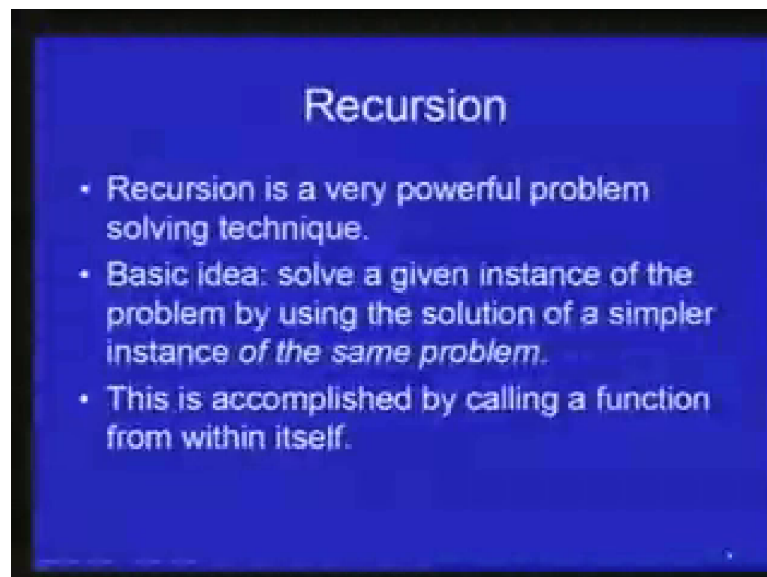 Recursion
• Recursion is a very powerful problem
solving technique.
• Basic idea: solve a given instance of the
problem by using the solution of a simpler
instance of the same problem.
• This is accomplished by calling a function
from within itself.